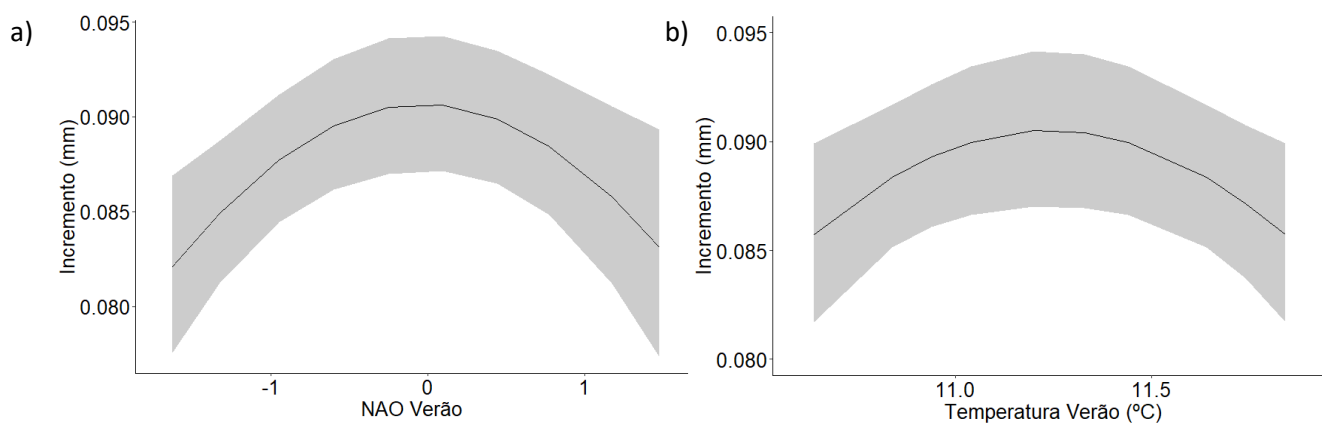 a)
0.095
0.090
0.085
0.080
Incremento (mm)
-1 0 1
NAO Verão
b)
0.095
0.090
0.085
0.080
Incremento (mm)
11.0 11.5
Temperatura Verão (ºC)